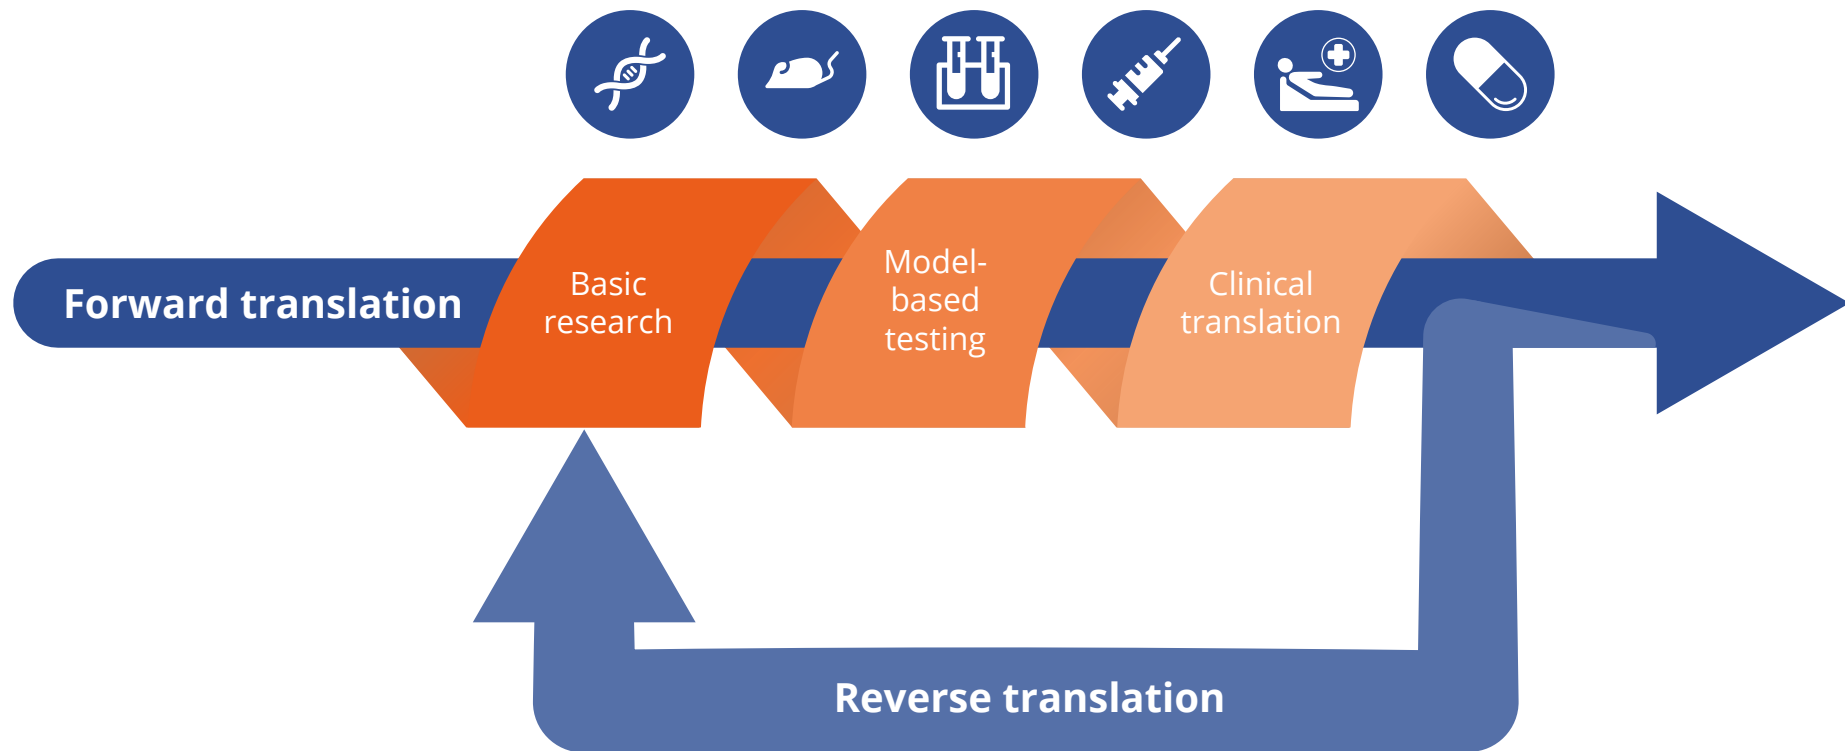 Forward translation
Basic
research
Model-
based
testing
Clinical
translation
Reverse translation